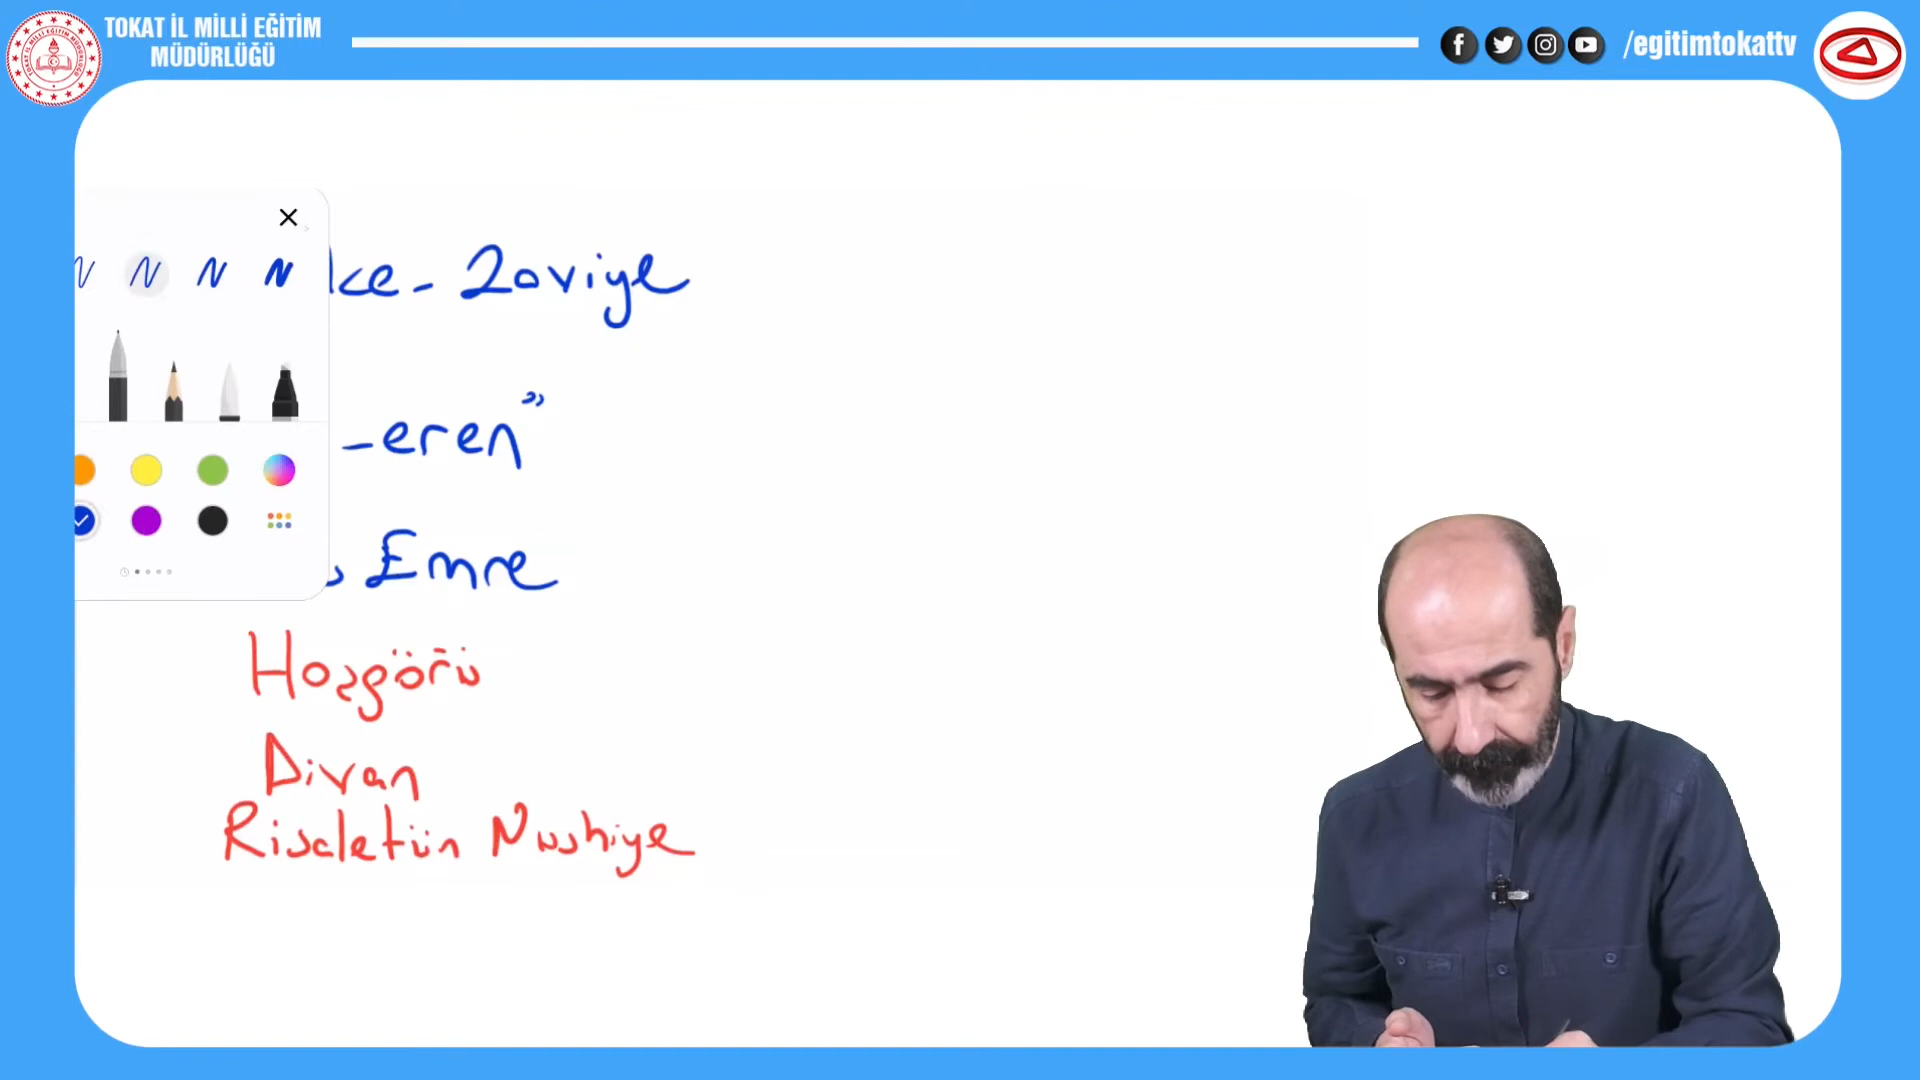 TOKAT İL MİLLİ EĞİTİM
MÜDÜRLÜĞÜ
/egitimtokattv
ke - Zaviye
-eren”
Emre
Hoşgörü
Divan
Risaletün Nushiye